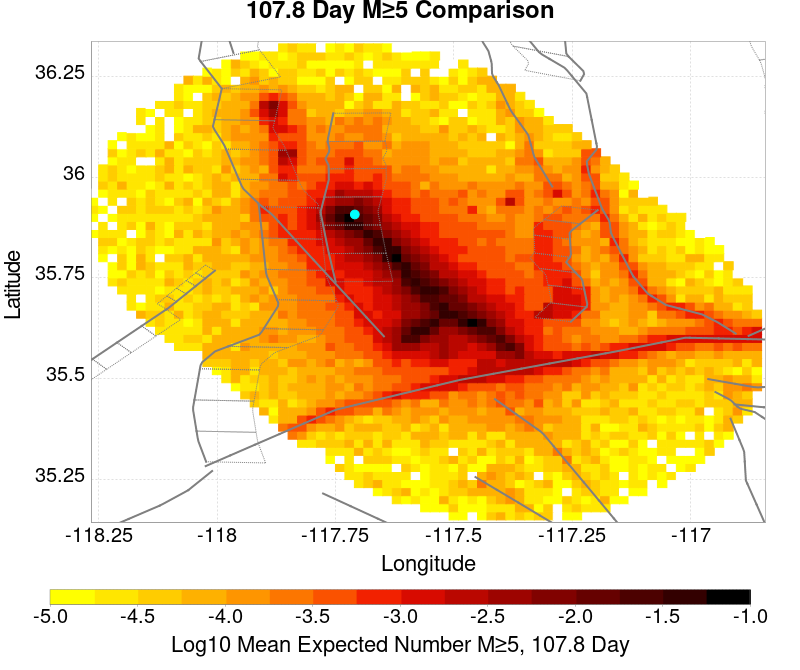 107.8 Day M≥5 Comparison
36.25
36
35.75
35.5
35.25
Latitude
-118.25 -118 -117.75 -117.5 -117.25 -117
Longitude
-5.0 -4.5 -4.0 -3.5 -3.0 -2.5 -2.0 -1.5 -1.0
Log10 Mean Expected Number M≥5, 107.8 Day